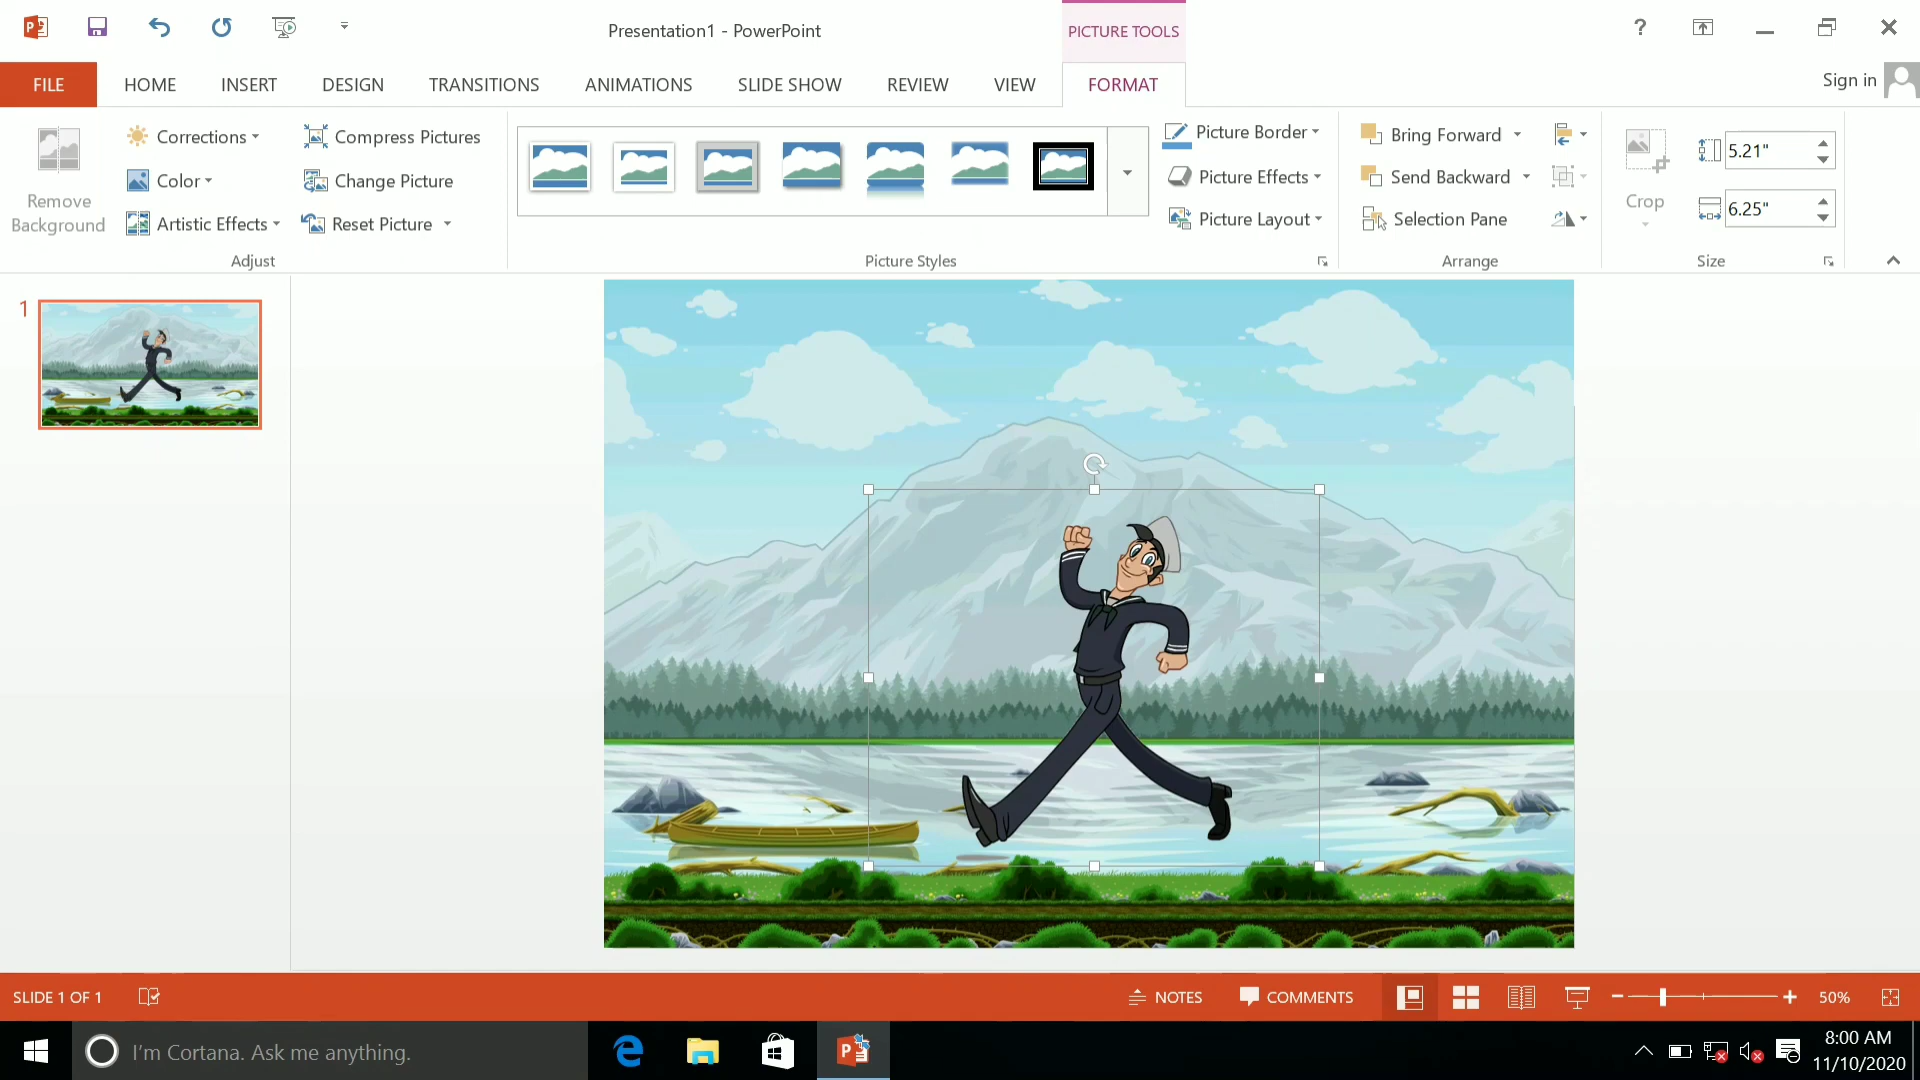 Presentation1 - PowerPoint
PICTURE TOOLS
?
FILE
HOME
INSERT
DESIGN
TRANSITIONS
ANIMATIONS
SLIDE SHOW
REVIEW
VIEW
FORMAT
Sign in
Remove
Background
Corrections
Color
Artistic Effects
Compress Pictures
Change Picture
Reset Picture
Adjust
Picture Styles
Picture Border
Picture Effects
Picture Layout
Bring Forward
Send Backward
Selection Pane
Arrange
Crop
5.21"
6.25"
Size
1
SLIDE 1 OF 1
NOTES
COMMENTS
50%
I'm Cortana. Ask me anything.
8:00 AM
11/10/2020